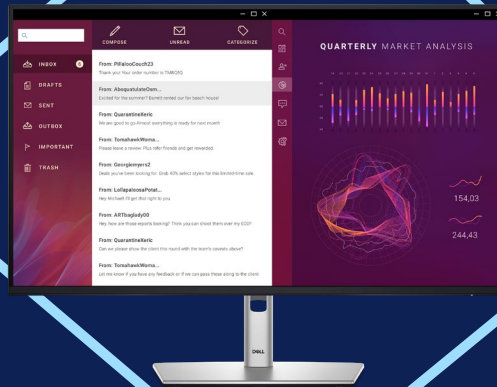 COMPOSE
UNREAD
CATEGORIZE
INBOX
DRAFTS
SENT
OUTBOX
IMPORTANT
TRASH
From: PillalooCouch23
Thank you! Your order number is
From: AbsquatulateOom...
Excited for the summer? Barrett rented our fav beach house!
From: QuarantineXeric
We are good to go-Almost everything is ready for next month
From: TomahawkWoma...
Please leave a review. Plus refer friends and get rewarded.
From: Georgiemyers2
Deals you've been looking for. Grab 40% select styles for this limited-time sale.
From: LollapaloosaPotat...
Hey Michael! I'll get that right to you
From: ARTbaglady00
Hey, how are those reports looking? Think you can shoot them over my EOD?
From: QuarantineXeric
Can we please show the client this round with the team's tweaks above?
From: TomahawkWoma...
Let me know if you have any feedback or if we can pass these along to the client
QUARTERLY MARKET ANALYSIS
154,03
244,43
DELL